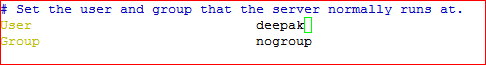 # Set the user and group that the server normally runs at.
User deepak
Group nogroup